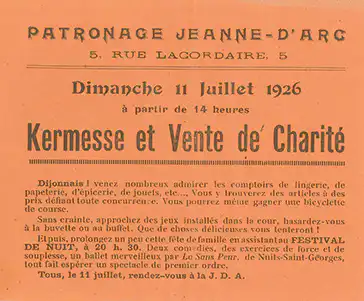 PATRONAGE JEANNE-D'ARC
5, RUE LACORDAIRE, 5
Dimanche 11 Juillet 1926
à partir de 14 heures
Kermesse et Vente de Charité
Dijonnais ! venez nombreux admirer les comptoirs de lingerie, de
papeterie, d'épicerie, de jouets, etc..., Vous y trouverez des articles à des
prix défiant toute concurrence. Vous pourrez même gagner une bicyclette
de course.
Sans crainte, approchez des jeux installés dans la cour, hasardez-vous
à la buvette ou au buffet. Que de choses délicieuses vous tenteront !
Et puis, prolongez un peu cette fête de famille en assistant au FESTIVAL
DE NUIT, à 20 h. 30. Deux comédies, des exercices de force et de
souplesse, un ballet merveilleux par La Sans Peur, de Nuits-Saint-Georges,
tout fait espérer un spectacle de premier ordre.
Tous, le 11 juillet, rendez-vous à la J. D. A.